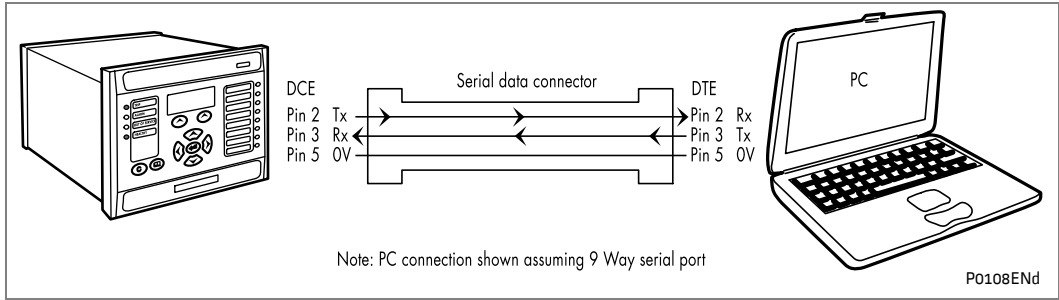 DCE
Serial data connector
DTE
PC
Pin 2 Tx
Pin 2 Rx
Pin 3 Rx
Pin 3 Tx
Pin 5 0V
Pin 5 0V
Note: PC connection shown assuming 9 Way serial port
P0108ENd